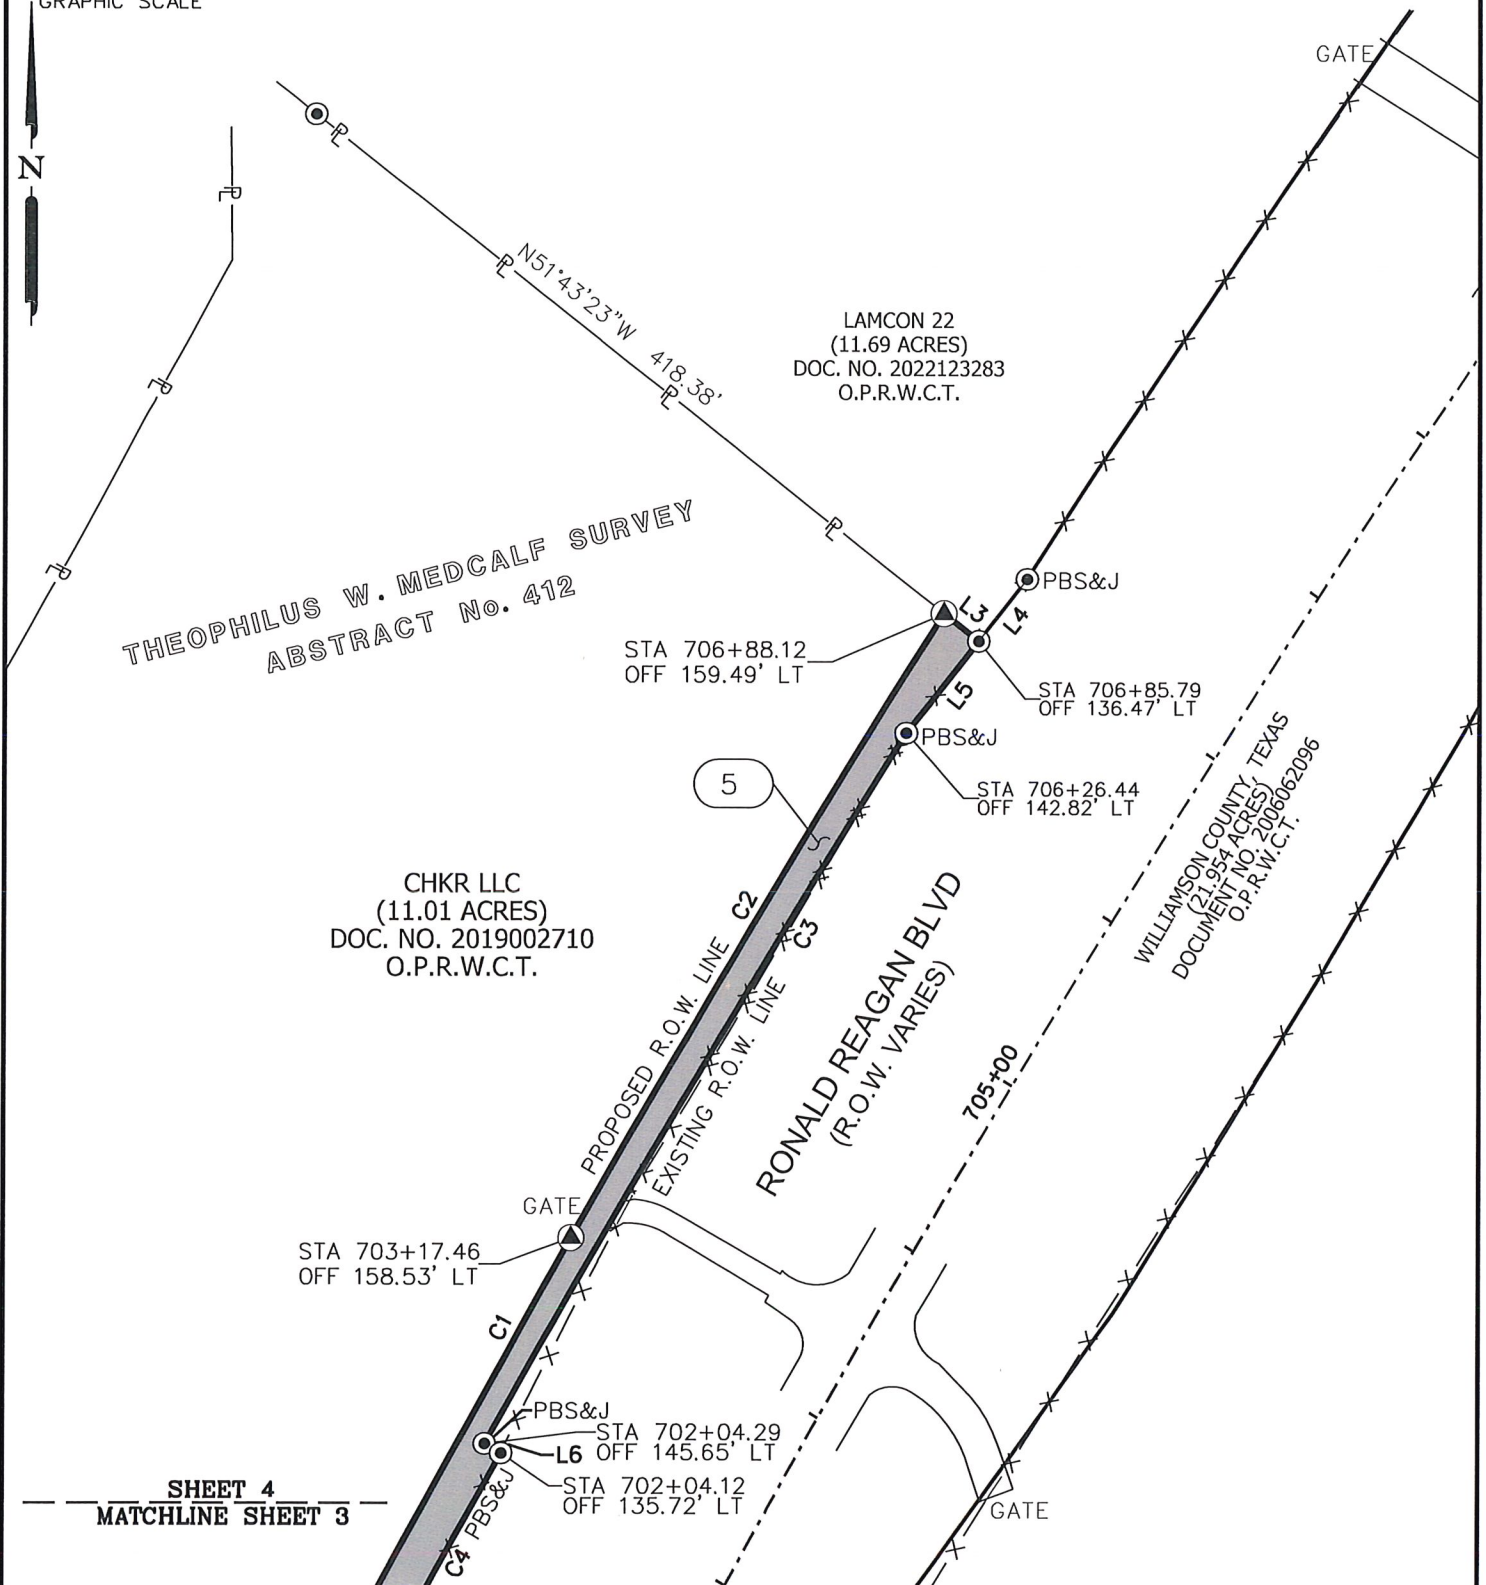 GRAPHIC SCALE
GATE
N
N51°43'23"W 418.38'
LAMCON 22
(11.69 ACRES)
DOC. NO. 2022123283
O.P.R.W.C.T.
THEOPHILUS W. MEDCALF SURVEY
ABSTRACT No. 412
PBS&J
L3
L4
STA 706+88.12
OFF 159.49' LT
STA 706+85.79
OFF 136.47' LT
L5
PBS&J
5
STA 706+26.44
OFF 142.82' LT
WILLIAMSON COUNTY, TEXAS
(21.954 ACRES)
DOCUMENT NO. 2006062096
O.P.R.W.C.T.
CHKR LLC
(11.01 ACRES)
DOC. NO. 2019002710
O.P.R.W.C.T.
C2
C3
PROPOSED R.O.W. LINE
EXISTING R.O.W. LINE
RONALD REAGAN BLVD
(R.O.W. VARIES)
705+00
GATE
STA 703+17.46
OFF 158.53' LT
C1
PBS&J
STA 702+04.29
OFF 145.65' LT
L6
STA 702+04.12
OFF 135.72' LT
PBS&J
C4
SHEET 4
MATCHLINE SHEET 3
GATE